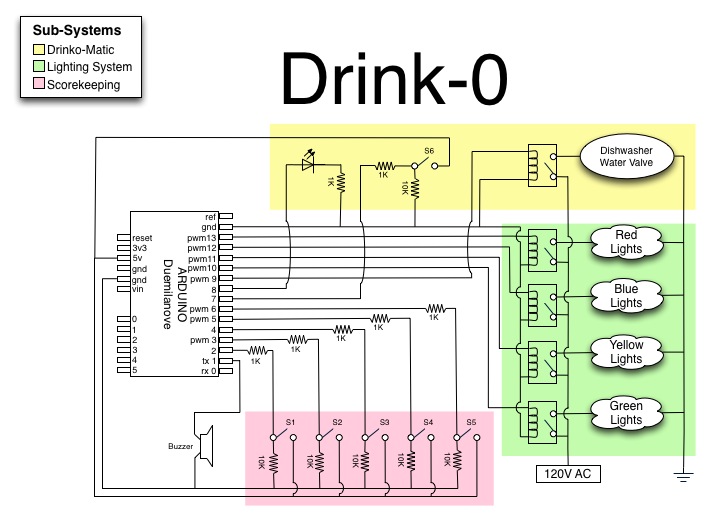 Sub-Systems
Drinko-Matic
Lighting System
Scorekeeping
Drink-0
S6
1K
1K
10K
Dishwasher
Water Valve
ref
gnd
pwm13
pwm12
pwm11
pwm10
pwm 9
8
7
pwm 6
pwm 5
4
pwm 3
2
tx 1
rx 0
reset
3v3
5v
gnd
gnd
vin
0
1
2
3
4
5
ARDUINO
Duemilanove
Red
Lights
Blue
Lights
Yellow
Lights
Green
Lights
1K
1K
1K
1K
1K
Buzzer
S1
S2
S3
S4
S5
10K
10K
10K
10K
10K
120V AC